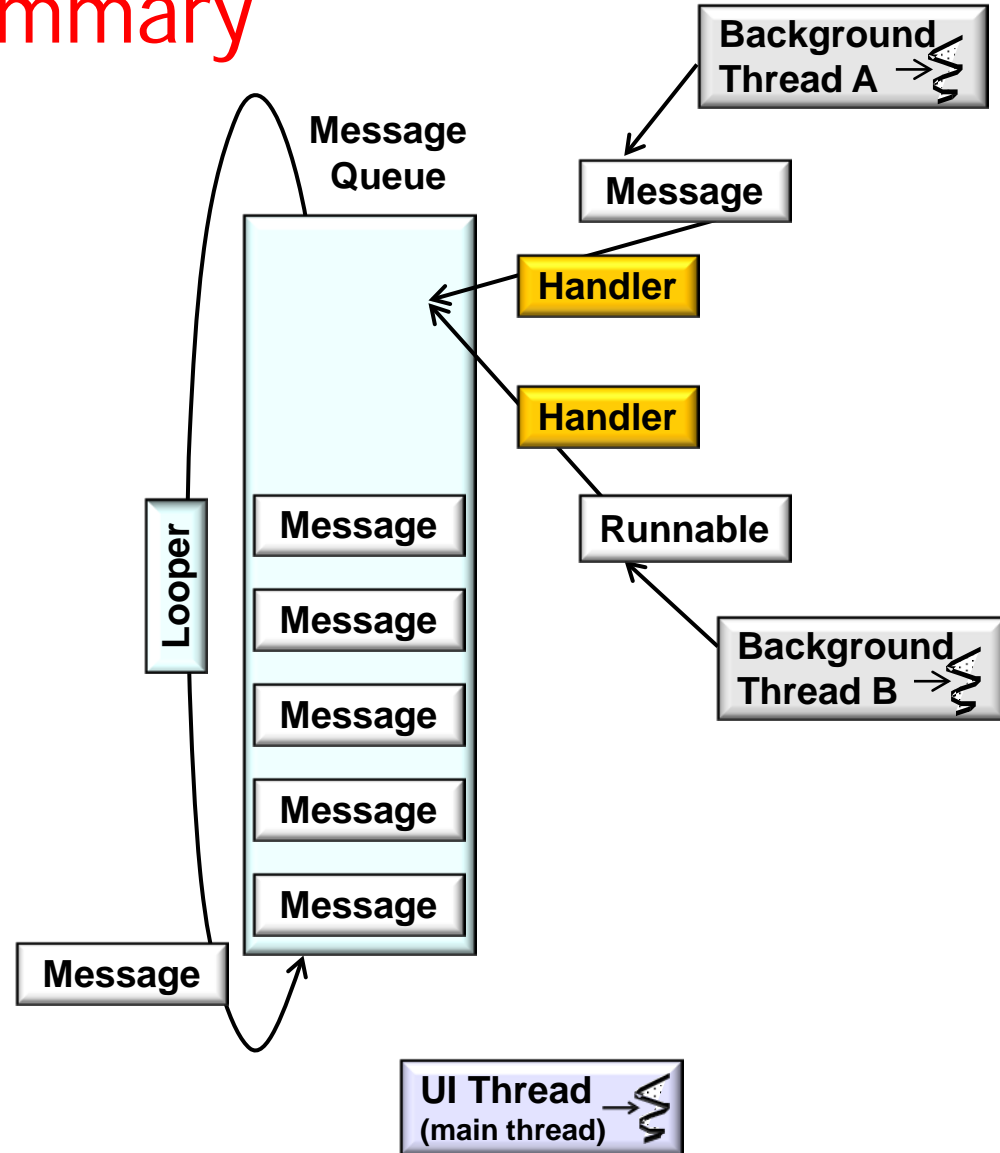 mmary
Background
Thread A
Message
Queue
Message
Handler
Handler
Message
Runnable
Looper
Message
Background
Thread B
Message
Message
Message
Message
UI Thread
(main thread)